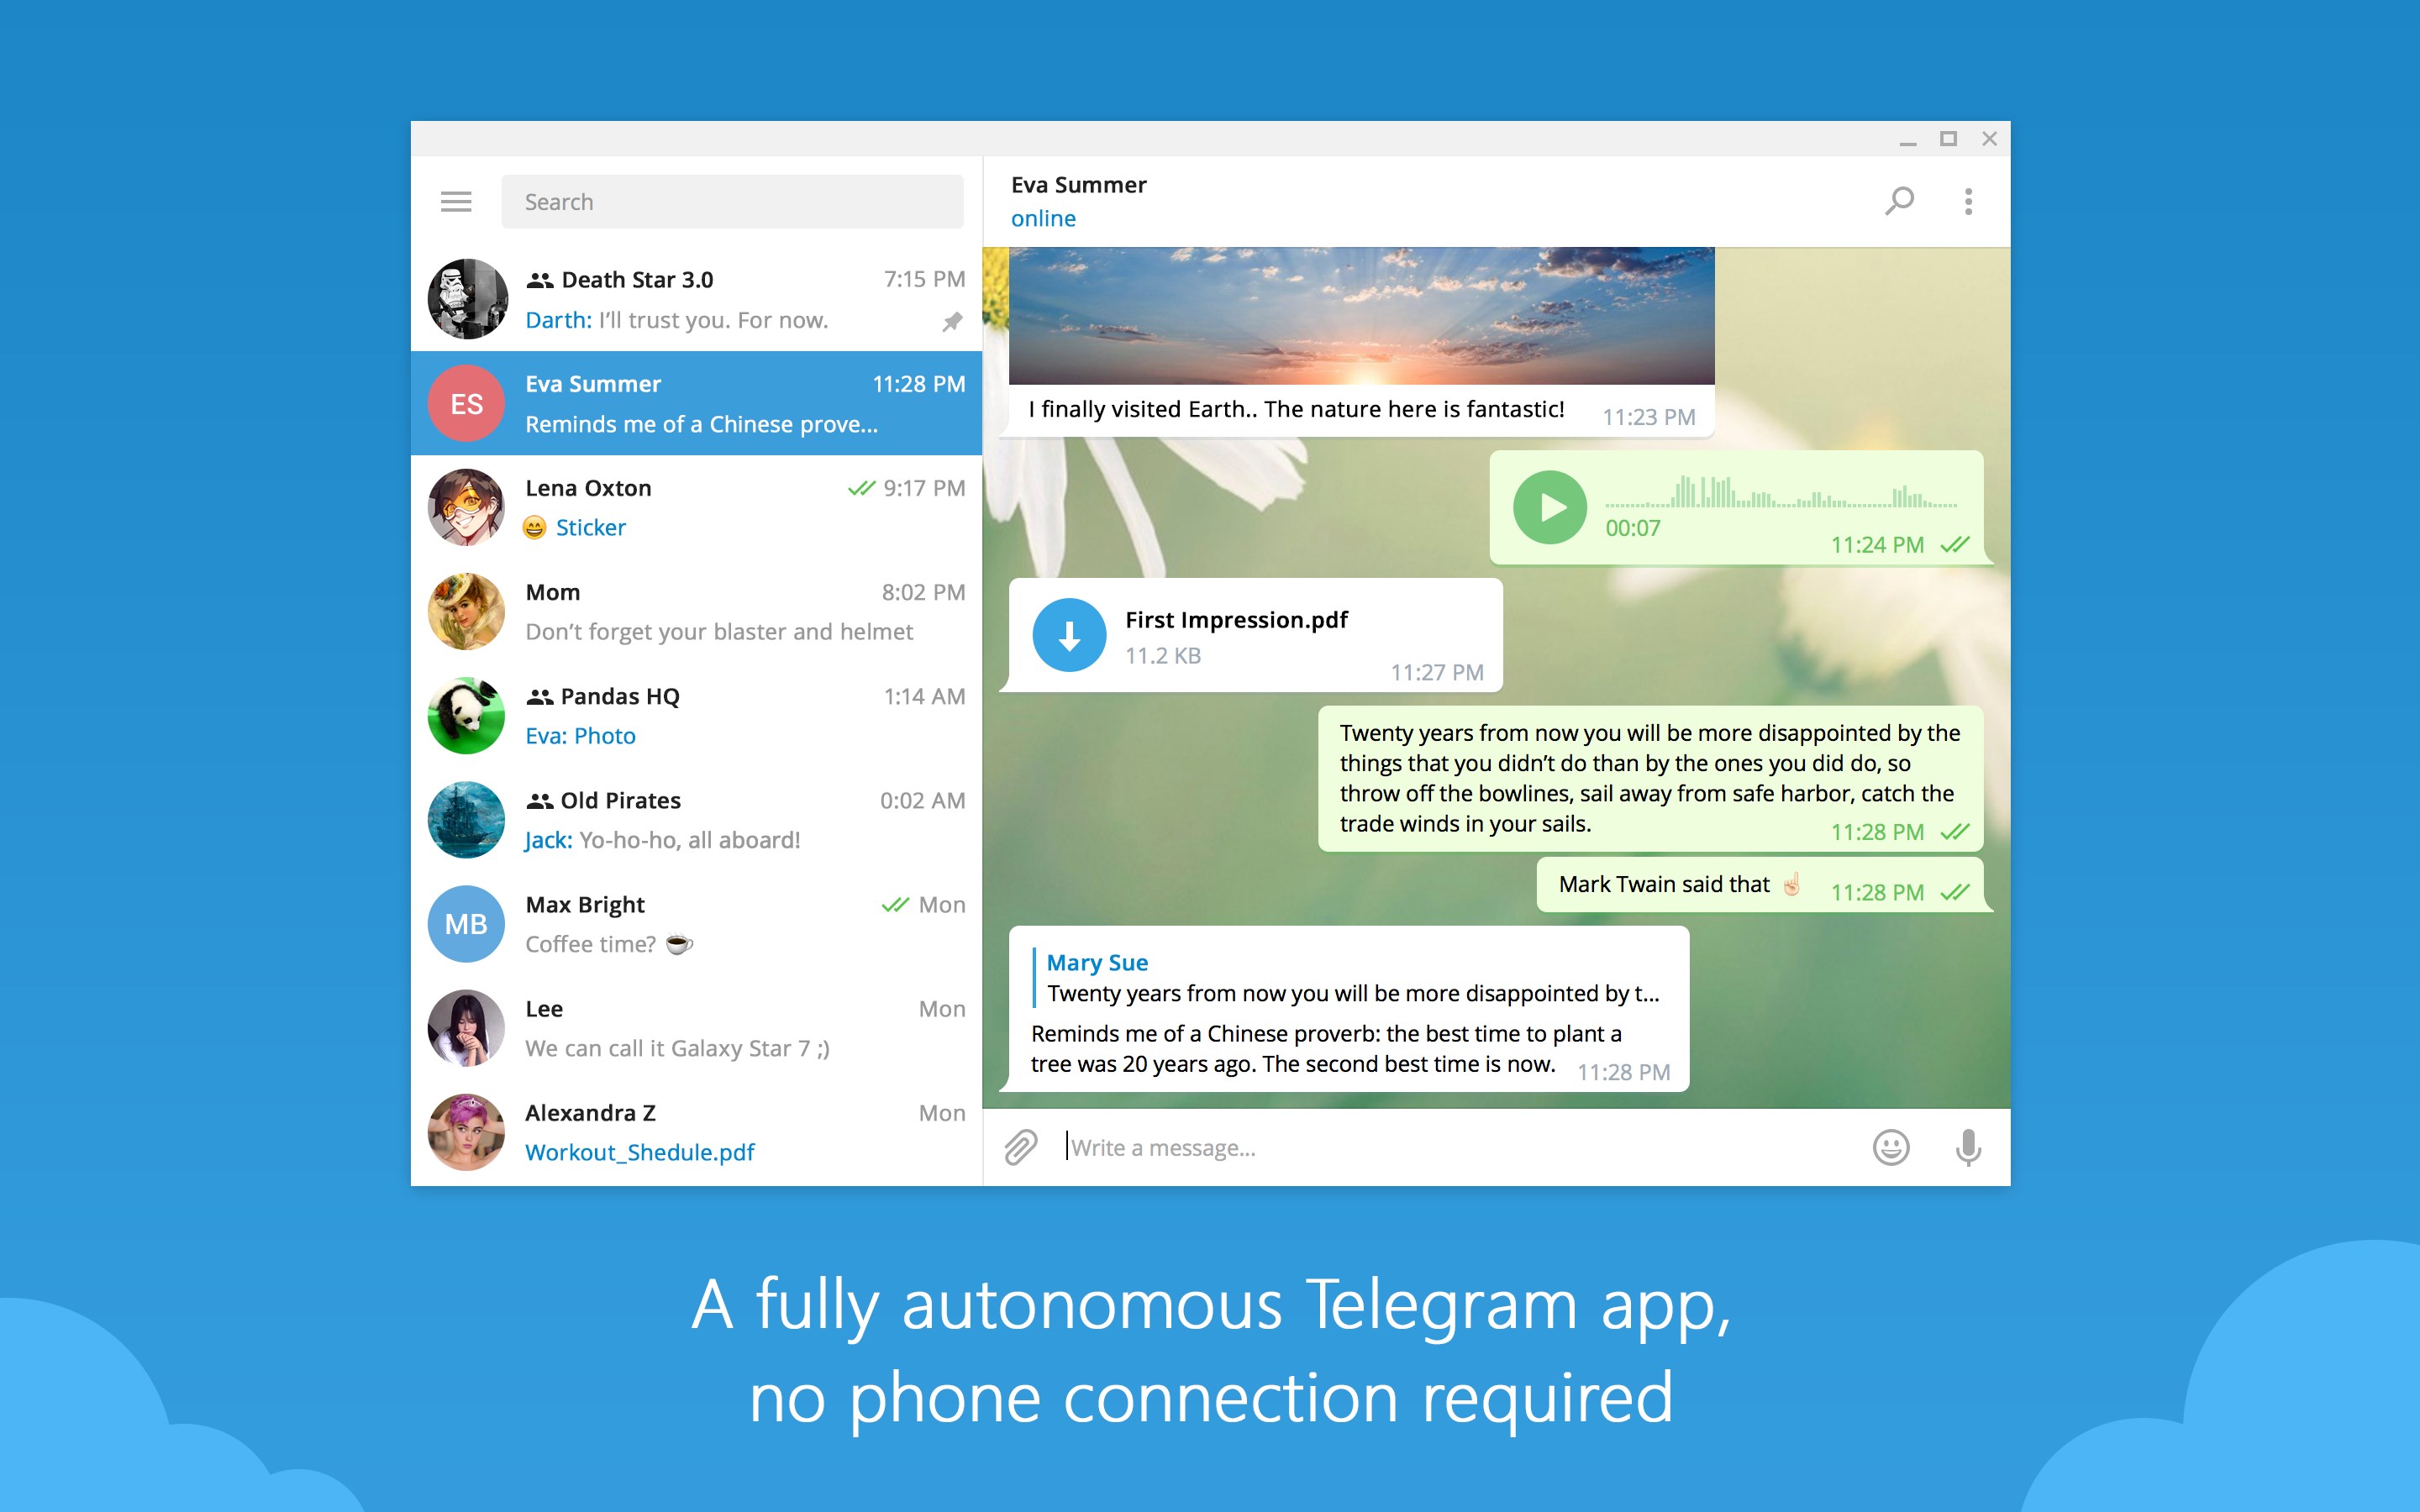 Search
Death Star 3.0
7:15 PM
Darth: I'll trust you. For now.
ES
Eva Summer
11:28 PM
Reminds me of a Chinese prove...
Lena Oxton
9:17 PM
😄 Sticker
Mom
8:02 PM
Don't forget your blaster and helmet
Pandas HQ
1:14 AM
Eva: Photo
Old Pirates
0:02 AM
Jack: Yo-ho-ho, all aboard!
MB
Max Bright
Mon
Coffee time? ☕
Lee
Mon
We can call it Galaxy Star 7 ;)
Alexandra Z
Mon
Workout_Shedule.pdf
Eva Summer
online
I finally visited Earth.. The nature here is fantastic!
11:23 PM
00:07
11:24 PM
First Impression.pdf
11.2 KB
11:27 PM
Twenty years from now you will be more disappointed by the
things that you didn't do than by the ones you did do, so
throw off the bowlines, sail away from safe harbor, catch the
trade winds in your sails.
11:28 PM
Mark Twain said that ☝🏻
11:28 PM
Mary Sue
Twenty years from now you will be more disappointed by t...
Reminds me of a Chinese proverb: the best time to plant a
tree was 20 years ago. The second best time is now.
11:28 PM
Write a message...
A fully autonomous Telegram app,
no phone connection required